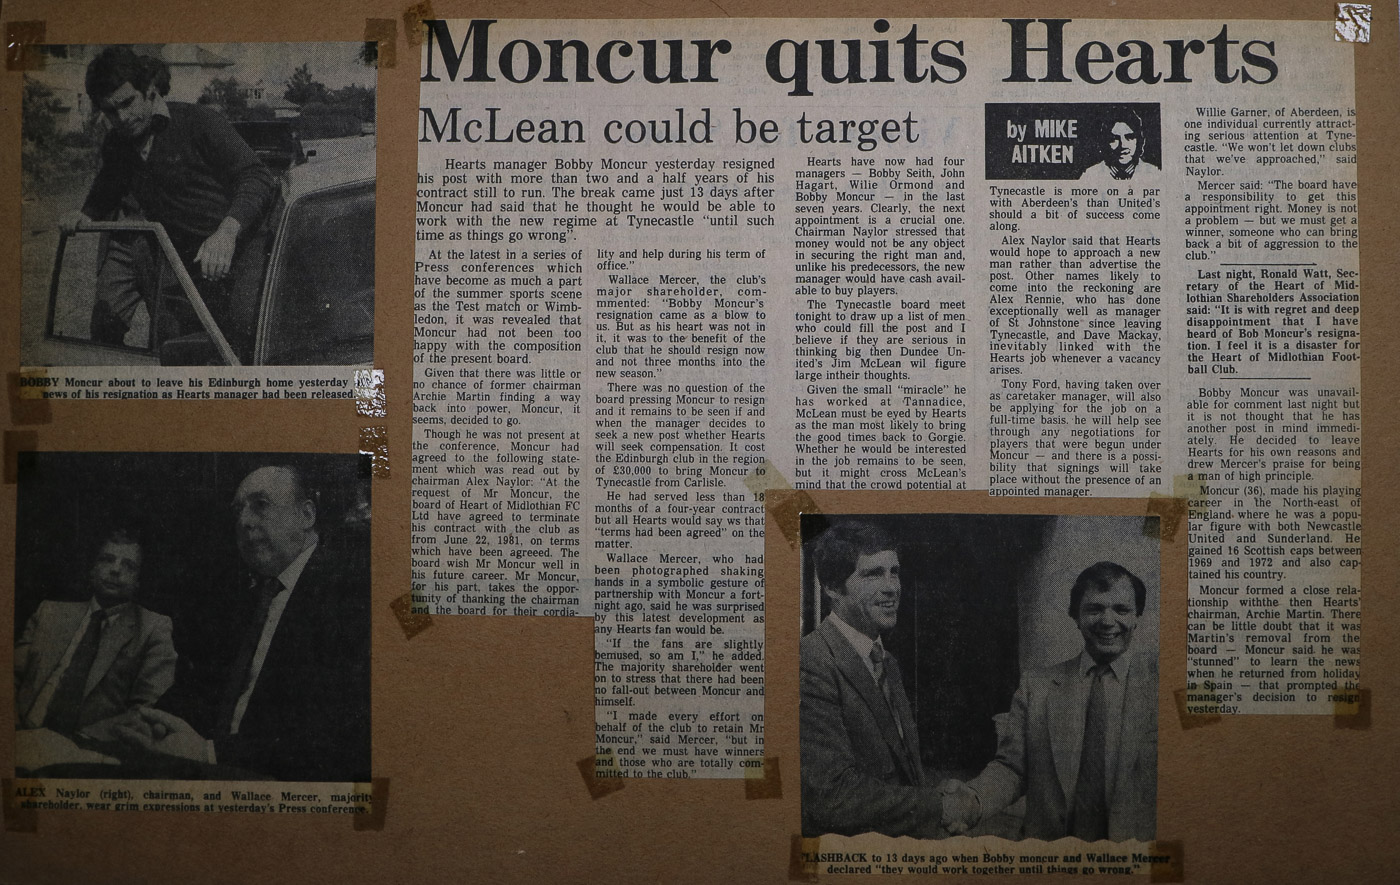 Moncur quits Hearts
McLean could be target
by MIKE
AITKEN
Hearts manager Bobby Moncur yesterday resigned
his post with more than two and a half years of his
contract still to run. The break came just 13 days after
Moncur had said that he thought he would be able to
work with the new regime at Tynecastle “until such
time as things go wrong”.
At the latest in a series of
Press conferences which
have become as much a part
of the summer sports scene
as the Test match or Wimb-
ledon, it was revealed that
Moncur had not been too
happy with the composition
of the present board.
Given that there was little or
no chance of former chairman
Archie Martin finding a way
back into power, Moncur, it
seems, decided to go.
Though he was not present at
the conference, Moncur had
agreed to the following state-
ment which was read out by
chairman Alex Naylor: “At the
request of Mr Moncur, the
board of Heart of Midlothian FC
Ltd have agreed to terminate
his contract with the club as
from June 22, 1981, on terms
which have been agreeed. The
board wish Mr Moncur well in
his future career. Mr Moncur,
for his part, takes the oppor-
tunity of thanking the chairman
and the board for their cordia-
lity and help during his term of
office.”
Wallace Mercer, the club's
major shareholder, com-
mented: “Bobby Moncur's
resignation came as a blow to
us. But as his heart was not in
it, it was to the benefit of the
club that he should resign now
and not three months into the
new season.”
There was no question of the
board pressing Moncur to resign
and it remains to be seen if and
when the manager decides to
seek a new post whether Hearts
will seek compensation. It cost
the Edinburgh club in the region
of £30,000 to bring Moncur to
Tynecastle from Carlisle.
He had served less than 18
months of a four-year contract
but all Hearts would say ws that
“terms had been agreed” on the
matter.
Wallace Mercer, who had
been photographed shaking
hands in a symbolic gesture of
partnership with Moncur a fort-
night ago, said he was surprised
by this latest development as
any Hearts fan would be.
“If the fans are slightly
bemused, so am I,” he added.
The majority shareholder went
on to stress that there had been
no fall-out between Moncur and
himself.
“I made every effort on
behalf of the club to retain Mr
Moncur,” said Mercer, “but in
the end we must have winners
and those who are totally com-
mitted to the club.”
Hearts have now had four
managers — Bobby Seith, John
Hagart, Wilie Ormond and
Bobby Moncur — in the last
seven years. Clearly, the next
appointment is a crucial one.
Chairman Naylor stressed that
money would not be any object
in securing the right man and,
unlike his predecessors, the new
manager would have cash avail-
able to buy players.
The Tynecastle board meet
tonight to draw up a list of men
who could fill the post and I
believe if they are serious in
thinking big then Dundee Un-
ited's Jim McLean wil figure
large intheir thoughts.
Given the small “miracle” he
has worked at Tannadice,
McLean must be eyed by Hearts
as the man most likely to bring
the good times back to Gorgie.
Whether he would be interested
in the job remains to be seen,
but it might cross McLean's
mind that the crowd potential at
Tynecastle is more on a par
with Aberdeen's than United's
should a bit of success come
along.
Alex Naylor said that Hearts
would hope to approach a new
man rather than advertise the
post. Other names likely to
come into the reckoning are
Alex Rennie, who has done
exceptionally well as manager
of St Johnstone since leaving
Tynecastle, and Dave Mackay,
inevitably linked with the
Hearts job whenever a vacancy
arises.
Tony Ford, having taken over
as caretaker manager, will also
be applying for the job on a
full-time basis. he will help see
through any negotiations for
players that were begun under
Moncur — and there is a possi-
bility that signings will take
place without the presence of an
appointed manager.
Willie Garner, of Aberdeen, is
one individual currently attract-
ing serious attention at Tyne-
castle. “We won't let down clubs
that we've approached,” said
Naylor.
Mercer said: “The board have
a responsibility to get this
appointment right. Money is not
a problem — but we must get a
winner, someone who can bring
back a bit of aggression to the
club.”
Last night, Ronald Watt, Sec-
retary of the Heart of Mid-
lothian Shareholders Association
said: “It is with regret and deep
disappointment that I have
heard of Bob Moncur's resigna-
tion. I feel it is a disaster for
the Heart of Midlothian Foot-
ball Club.
Bobby Moncur was unavail-
able for comment last night but
it is not thought that he has
another post in mind immedi-
ately. He decided to leave
Hearts for his own reasons and
drew Mercer's praise for being
a man of high principle.
Moncur (36), made his playing
career in the North-east of
England where he was a popu-
lar figure with both Newcastle
United and Sunderland. He
gained 16 Scottish caps between
1969 and 1972 and also cap-
tained his country.
Moncur formed a close rela-
tionship withthe then Hearts'
chairman, Archie Martin. There
can be little doubt that it was
Martin's removal from the
board — Moncur said he was
“stunned” to learn the news
when he returned from holiday
in Spain — that prompted the
manager's decision to resign
yesterday.
BOBBY Moncur about to leave his Edinburgh home yesterday
news of his resignation as Hearts manager had been released.
ALEX Naylor (right), chairman, and Wallace Mercer, majority
shareholder, wear grim expressions at yesterday's Press conference.
FLASHBACK to 13 days ago when Bobby moncur and Wallace Mercer
declared “they would work together until things go wrong.”